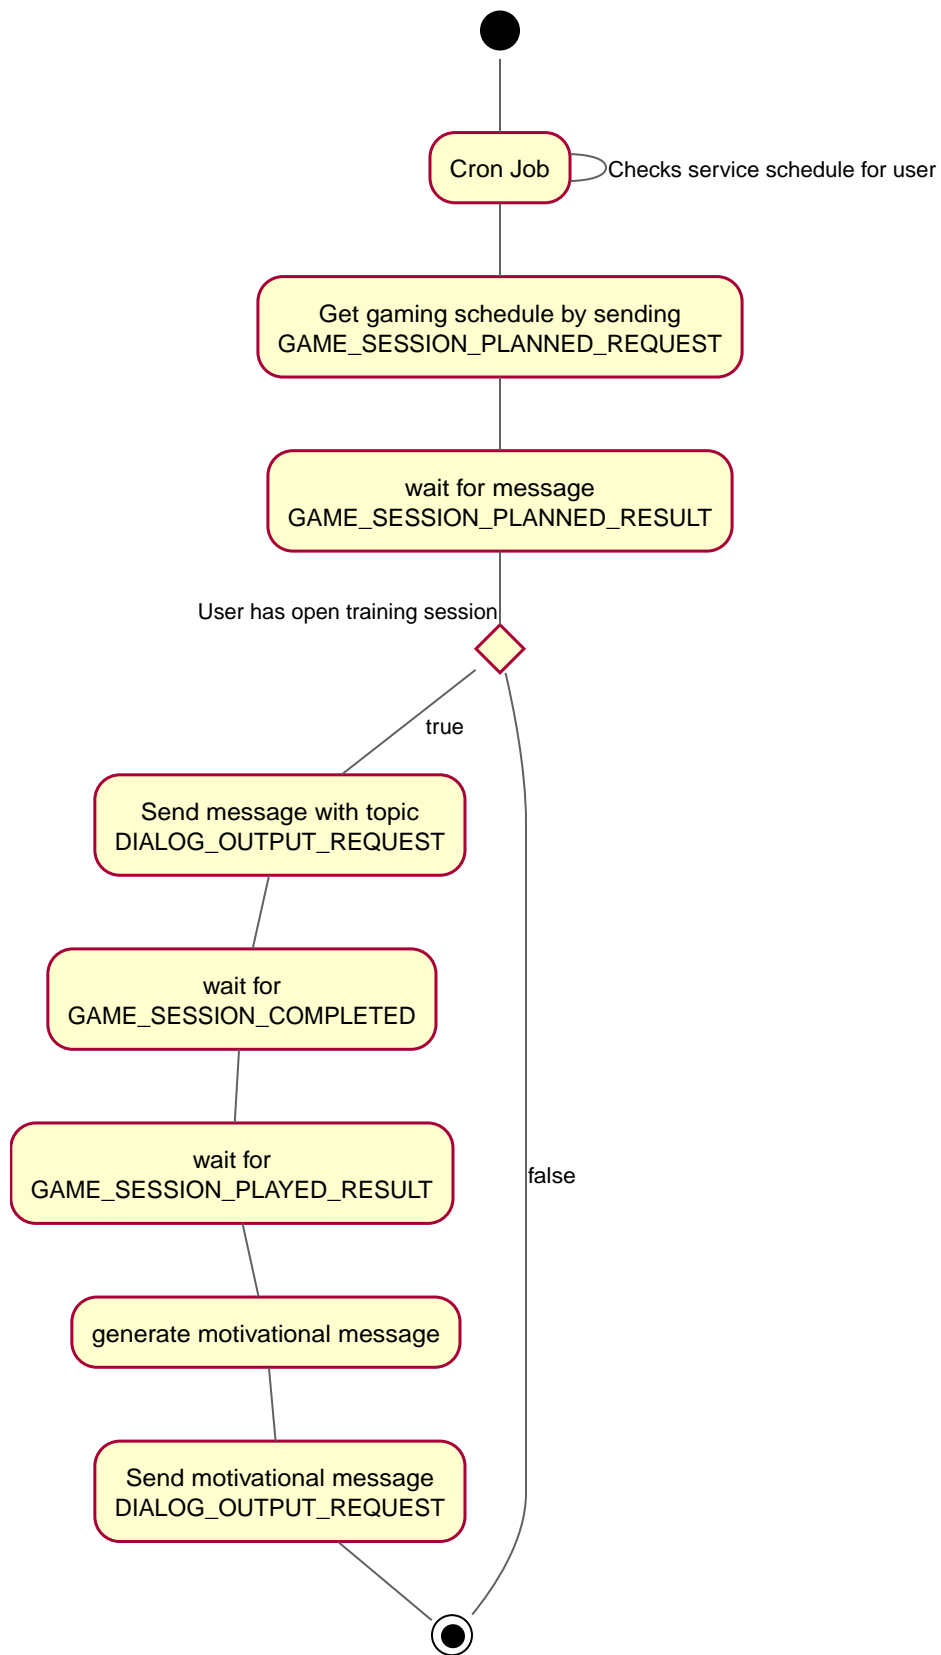 Cron Job
Checks service schedule for user
Get gaming schedule by sending
GAME_SESSION_PLANNED_REQUEST
wait for message
GAME_SESSION_PLANNED_RESULT
User has open training session
true
Send message with topic
DIALOG_OUTPUT_REQUEST
wait for
GAME_SESSION_COMPLETED
wait for
GAME_SESSION_PLAYED_RESULT
false
generate motivational message
Send motivational message
DIALOG_OUTPUT_REQUEST